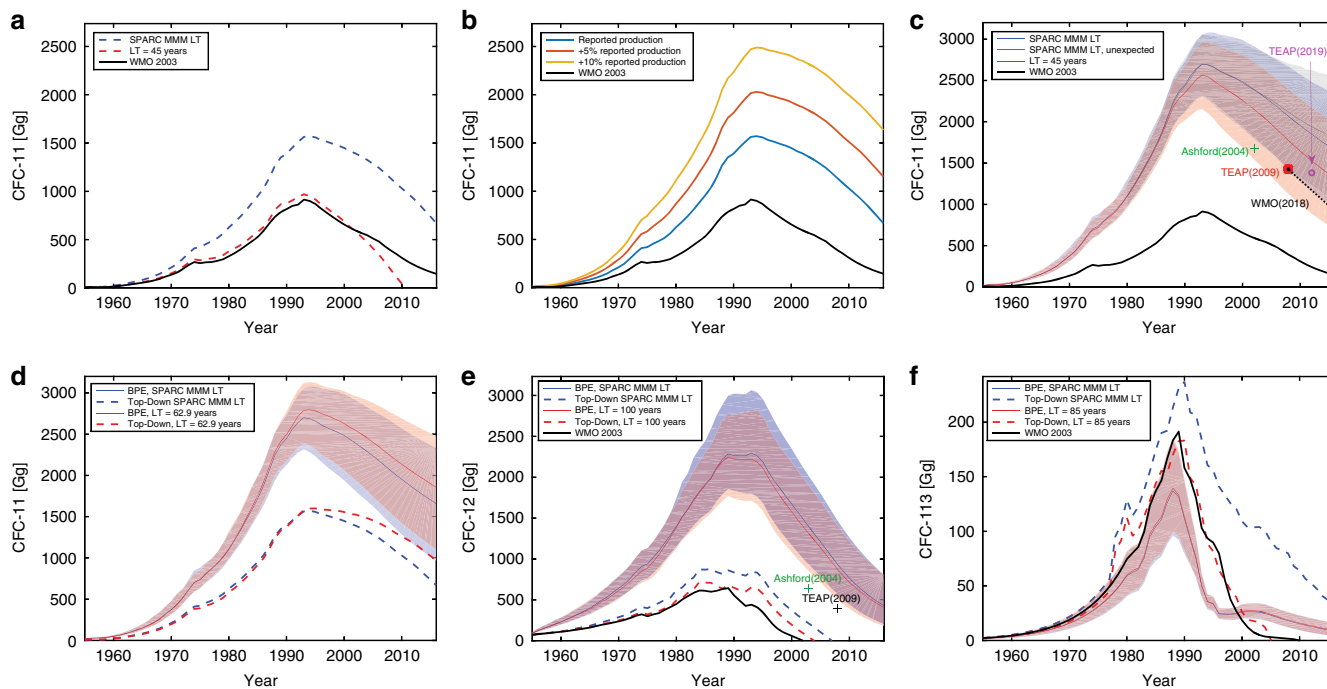 a
SPARC MMM LT
LT = 45 years
WMO 2003
2500
2000
1500
1000
500
0
CFC-11 [Gg]
1960
1970
1980
1990
2000
2010
Year
b
Reported production
+5% reported production
+10% reported production
WMO 2003
2500
2000
1500
1000
500
0
CFC-11 [Gg]
1960
1970
1980
1990
2000
2010
Year
c
SPARC MMM LT
SPARC MMM LT, unexpected
LT = 45 years
WMO 2003
TEAP(2019)
Ashford(2004)
TEAP(2009)
WMO(2018)
3000
2500
2000
1500
1000
500
0
CFC-11 [Gg]
1960
1970
1980
1990
2000
2010
Year
d
BPE, SPARC MMM LT
Top-Down SPARC MMM LT
BPE, LT = 62.9 years
Top-Down, LT = 62.9 years
3000
2500
2000
1500
1000
500
0
CFC-11 [Gg]
1960
1970
1980
1990
2000
2010
Year
e
BPE, SPARC MMM LT
Top-Down SPARC MMM LT
BPE, LT = 100 years
Top-Down, LT = 100 years
WMO 2003
Ashford(2004)
TEAP(2009)
3000
2500
2000
1500
1000
500
0
CFC-12 [Gg]
1960
1970
1980
1990
2000
2010
Year
f
BPE, SPARC MMM LT
Top-Down SPARC MMM LT
BPE, LT = 85 years
Top-Down, LT = 85 years
WMO 2003
200
150
100
50
0
CFC-113 [Gg]
1960
1970
1980
1990
2000
2010
Year